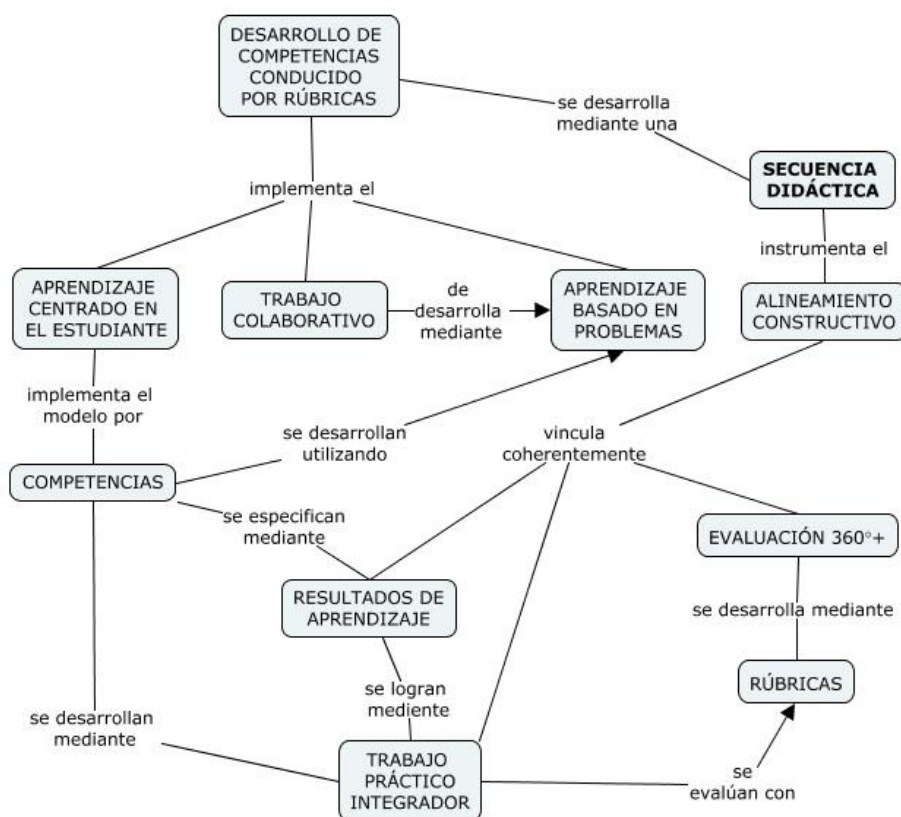 DESARROLLO DE
COMPETENCIAS
CONDUCIDO
POR RÚBRICAS
se desarrolla
mediante una
SECUENCIA
DIDÁCTICA
implementa el
instrumenta el
APRENDIZAJE
CENTRADO EN
EL ESTUDIANTE
TRABAJO
COLABORATIVO
de
desarrolla
mediante
APRENDIZAJE
BASADO EN
PROBLEMAS
ALINEAMIENTO
CONSTRUCTIVO
implementa el
modelo por
se desarrollan
utilizando
vincula
coherentemente
COMPETENCIAS
se especifican
mediante
EVALUACIÓN 360°+
RESULTADOS DE
APRENDIZAJE
se desarrolla mediante
RÚBRICAS
se logran
mediente
se desarrollan
mediante
TRABAJO
PRÁCTICO
INTEGRADOR
se
evalúan con